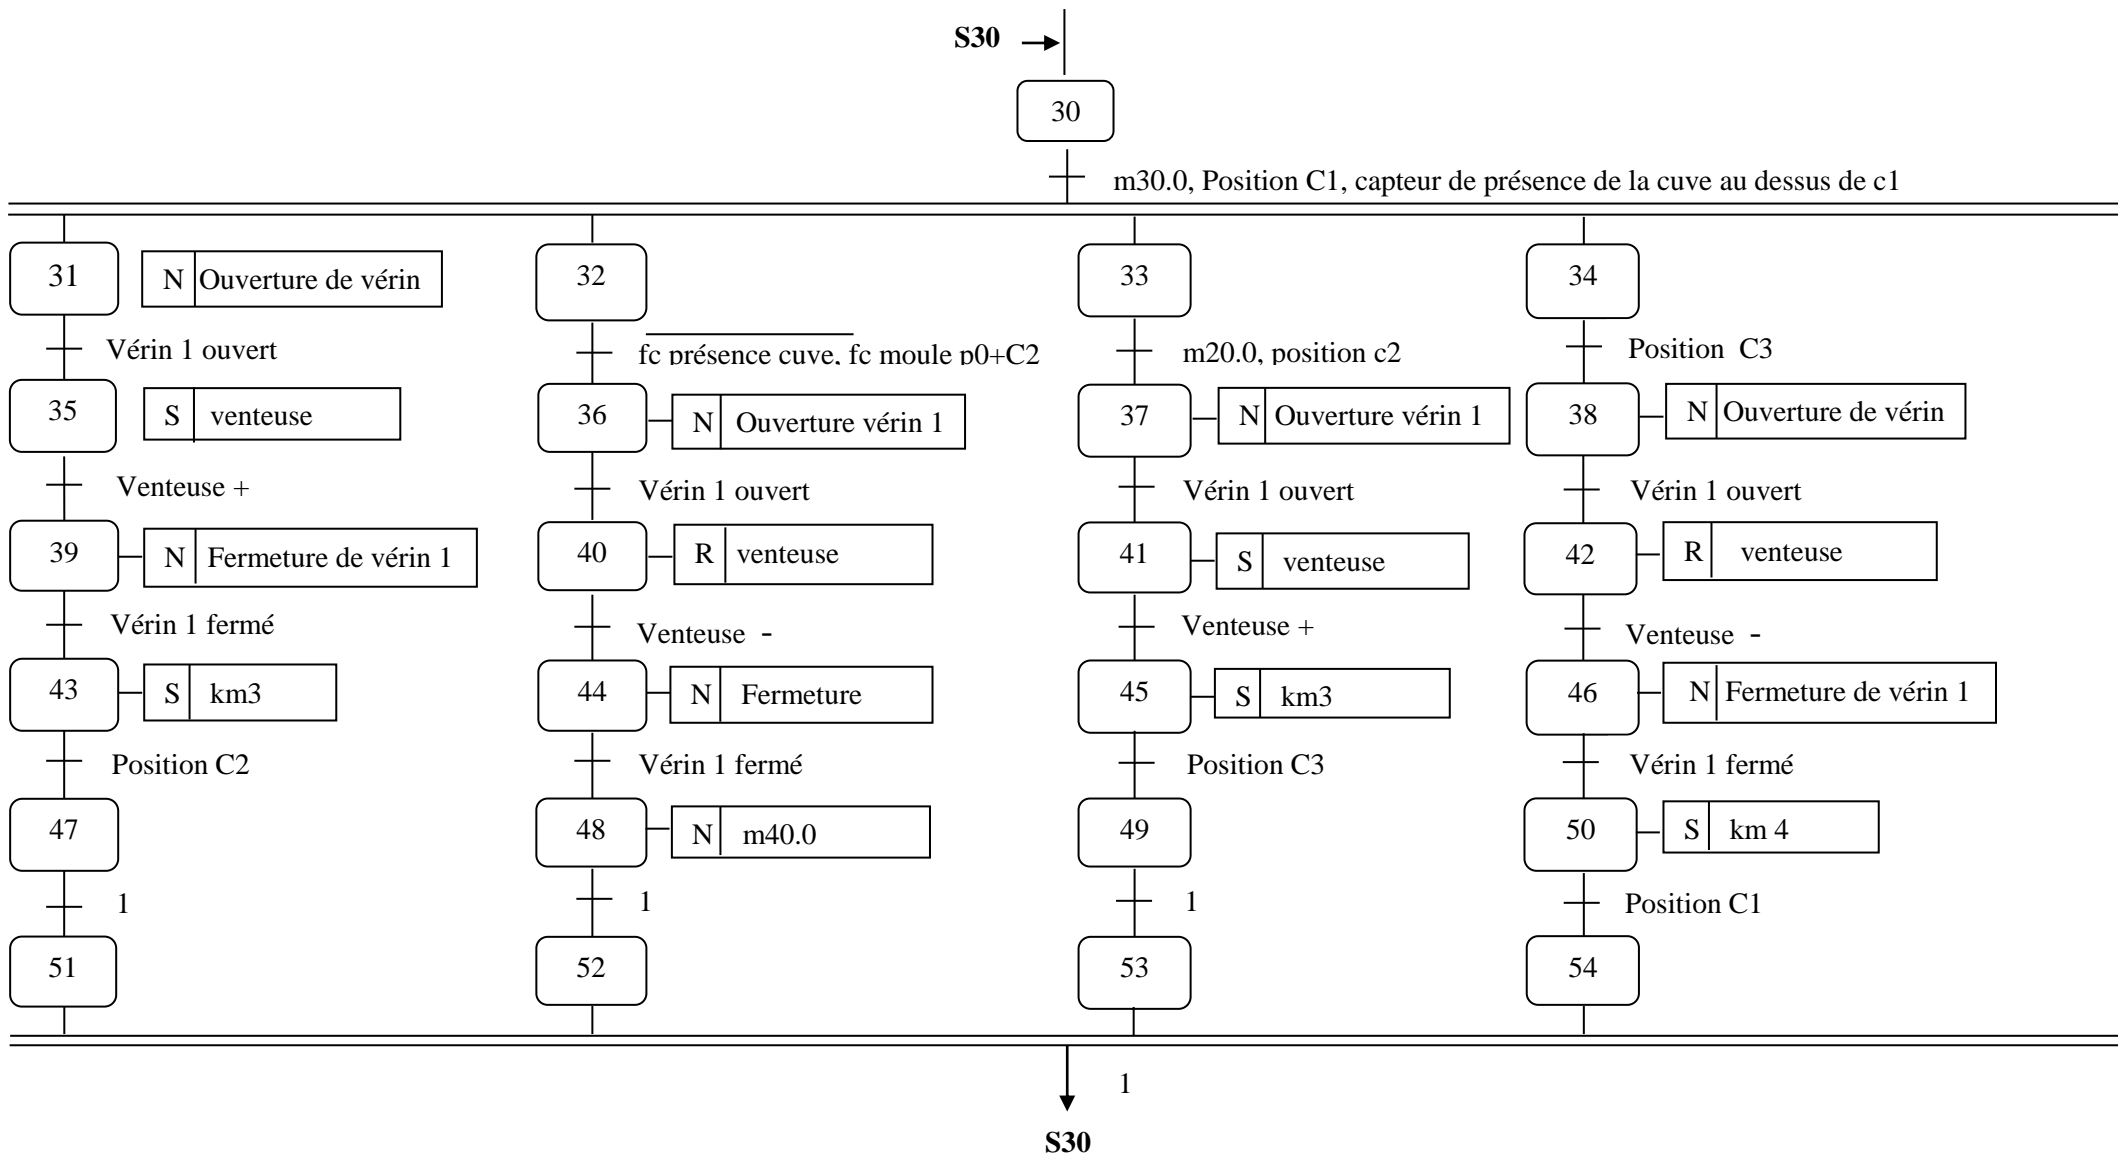 S30
30
m30.0, Position C1, capteur de présence de la cuve au dessus de c1
31 N Ouverture de vérin 32 33 34
Vérin 1 ouvert fc présence cuve, fc moule p0+C2 m20.0, position c2 Position C3
35 S venteuse 36 N Ouverture vérin 1 37 N Ouverture vérin 1 38 N Ouverture de vérin
Venteuse + Vérin 1 ouvert Vérin 1 ouvert Vérin 1 ouvert
39 N Fermeture de vérin 1 40 R venteuse 41 S venteuse 42 R venteuse
Vérin 1 fermé Venteuse - Venteuse + Venteuse -
43 S km3 44 N Fermeture 45 S km3 46 N Fermeture de vérin 1
Position C2 Vérin 1 fermé Position C3 Vérin 1 fermé
47 48 N m40.0 49 50 S km 4
1 1 1 Position C1
51 52 53 54
1
S30